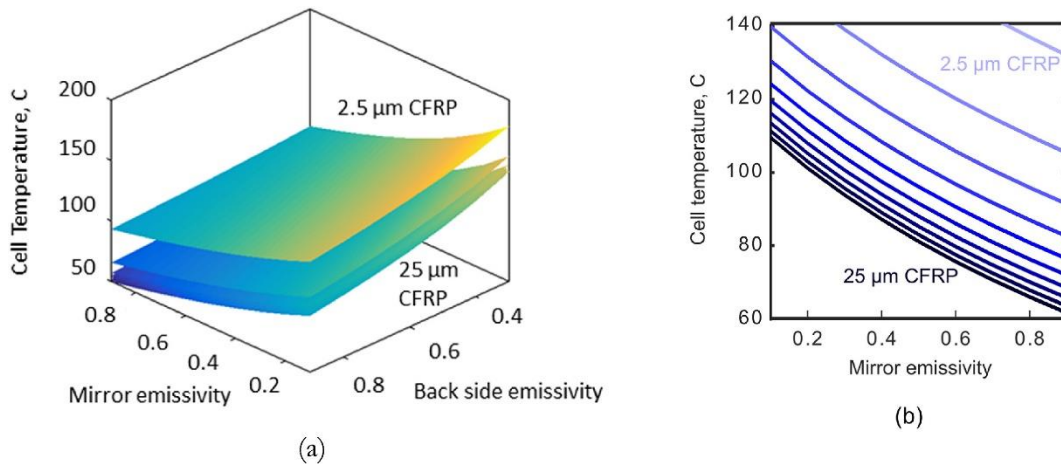 Cell Temperature, C
200
150
100
50
2.5 µm CFRP
25 µm
CFRP
0.8
0.6
0.4
0.2
Mirror emissivity
0.4
0.6
0.8
Back side emissivity
(a)
Cell temperature, C
140
120
100
80
60
2.5 µm CFRP
25 µm CFRP
0.2 0.4 0.6 0.8
Mirror emissivity
(b)